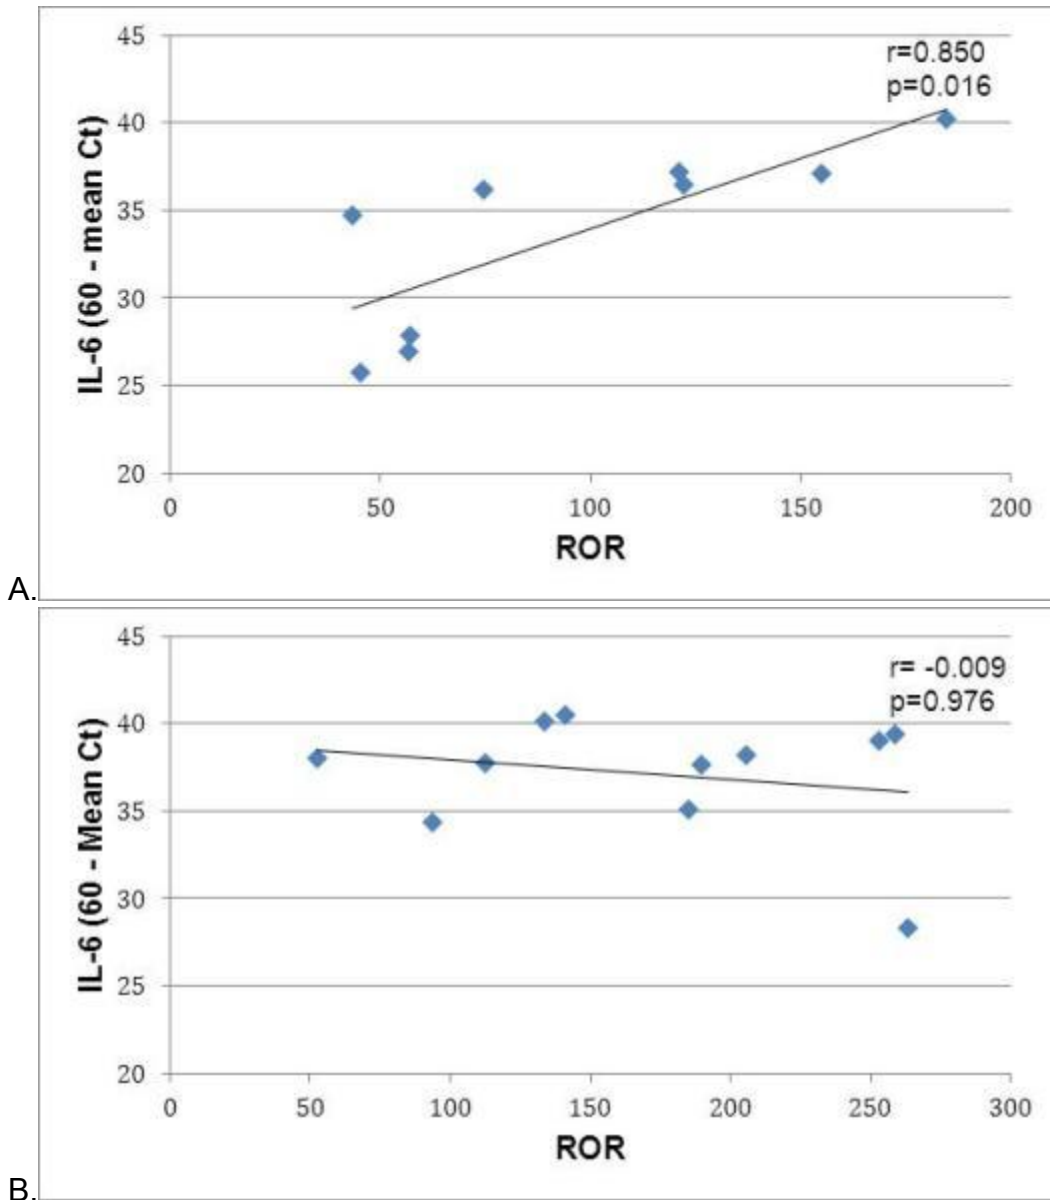 45
r=0.850
p=0.016
40
35
30
25
20
IL-6 (60 - mean Ct)
0 50 100 150 200
ROR
A.
45
r= -0.009
p=0.976
40
35
30
25
20
IL-6 (60 - Mean Ct)
0 50 100 150 200 250 300
ROR
B.